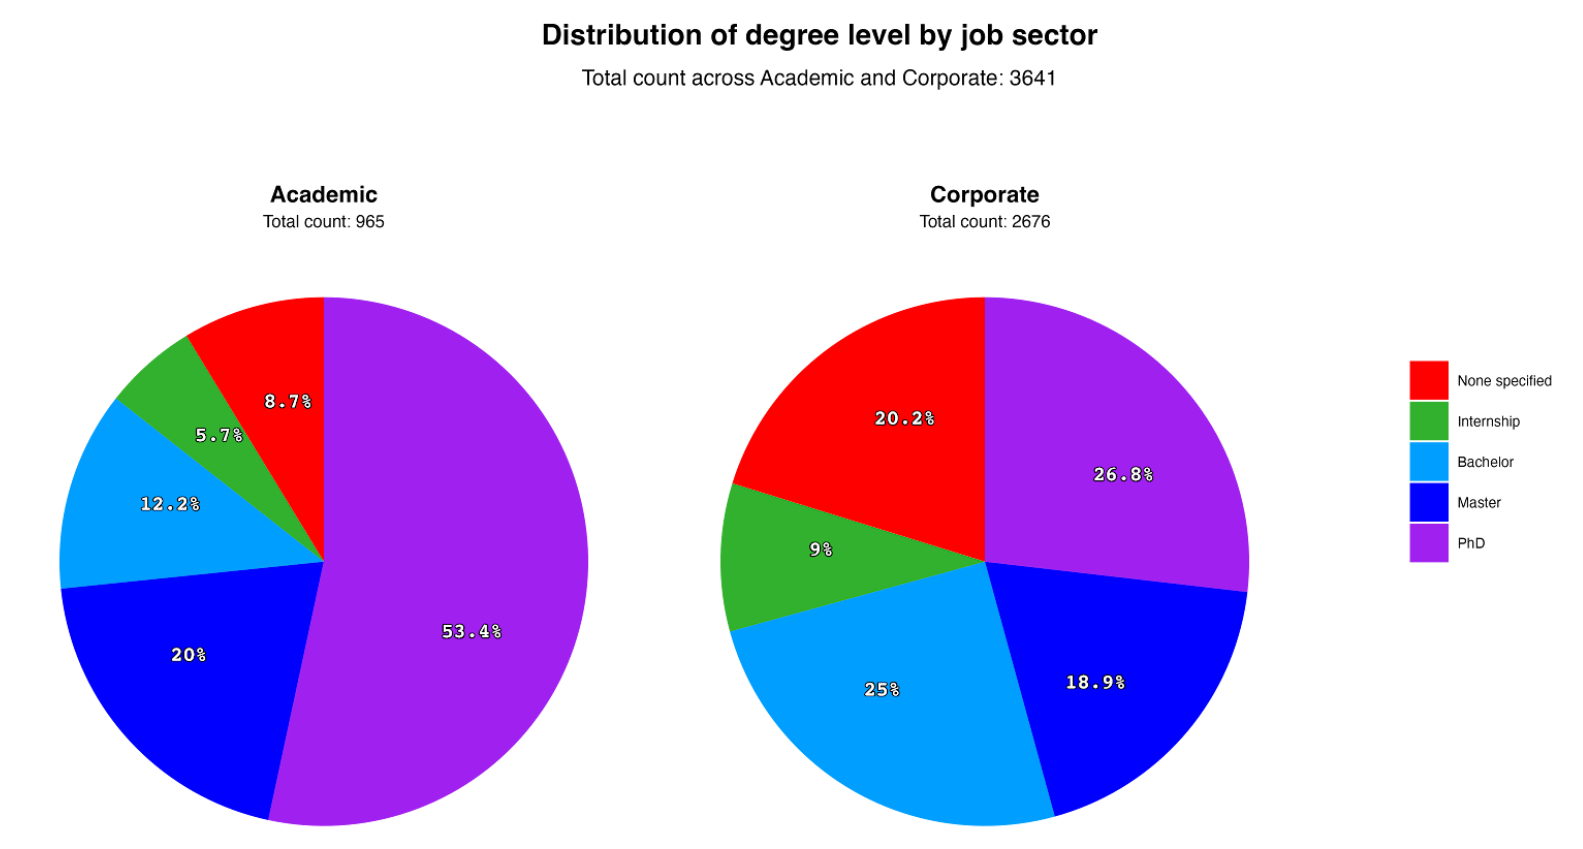 Distribution of degree level by job sector
Total count across Academic and Corporate: 3641
Academic
Total count: 965
8.7%
5.7%
12.2%
20%
53.4%
Corporate
Total count: 2676
20.2%
26.8%
9%
25%
18.9%
None specified
Internship
Bachelor
Master
PhD